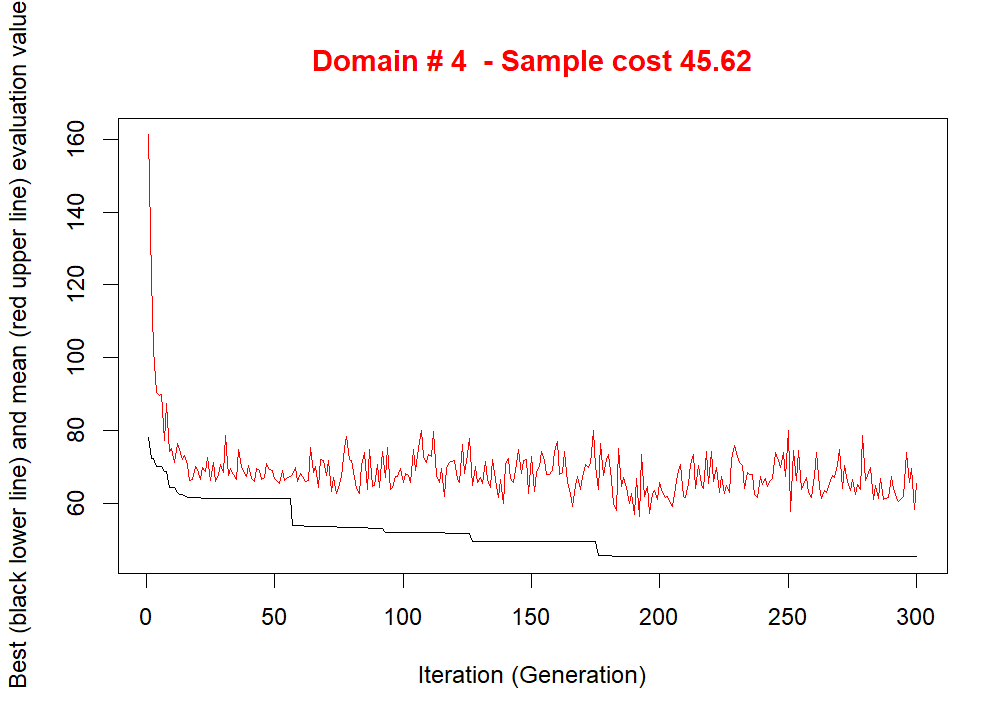 Domain # 4  - Sample cost 45.62
Best (black lower line) and mean (red upper line) evaluation value
160
140
120
100
80
60
0 50 100 150 200 250 300
Iteration (Generation)